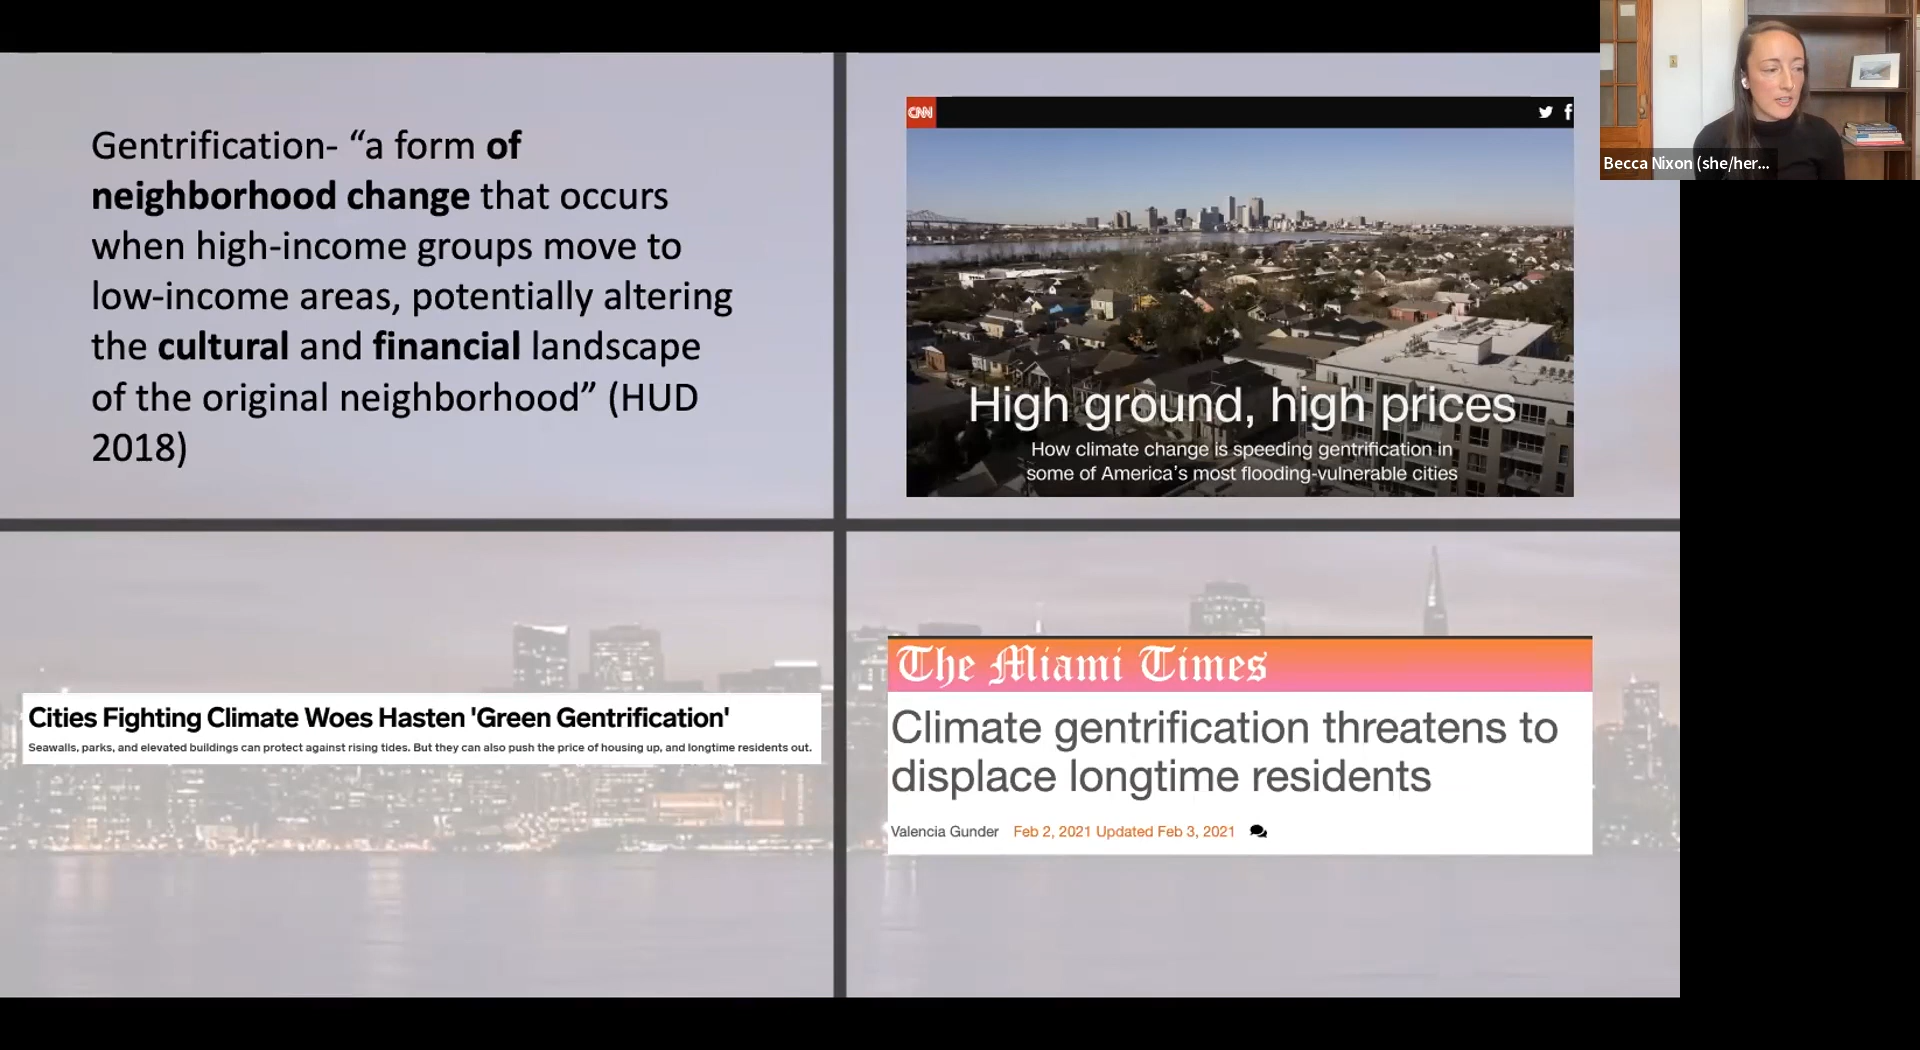 Gentrification- “a form of
neighborhood change that occurs
when high-income groups move to
low-income areas, potentially altering
the cultural and financial landscape
of the original neighborhood” (HUD
2018)
CNN
High ground, high prices
How climate change is speeding gentrification in
some of America’s most flooding-vulnerable cities
Becca Nixon (she/her...
Cities Fighting Climate Woes Hasten 'Green Gentrification'
Seawalls, parks, and elevated buildings can protect against rising tides. But they can also push the price of housing up, and longtime residents out.
The Miami Times
Climate gentrification threatens to
displace longtime residents
Valencia Gunder Feb 2, 2021 Updated Feb 3, 2021